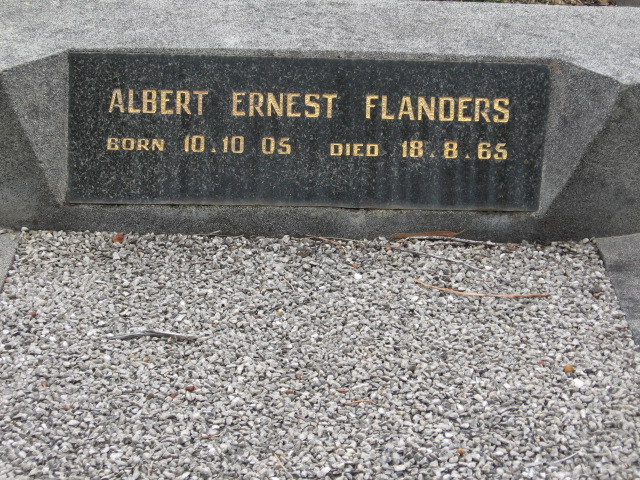 ALBERT ERNEST FLANDERS
BORN 10.10 05 DIED 18.8.65